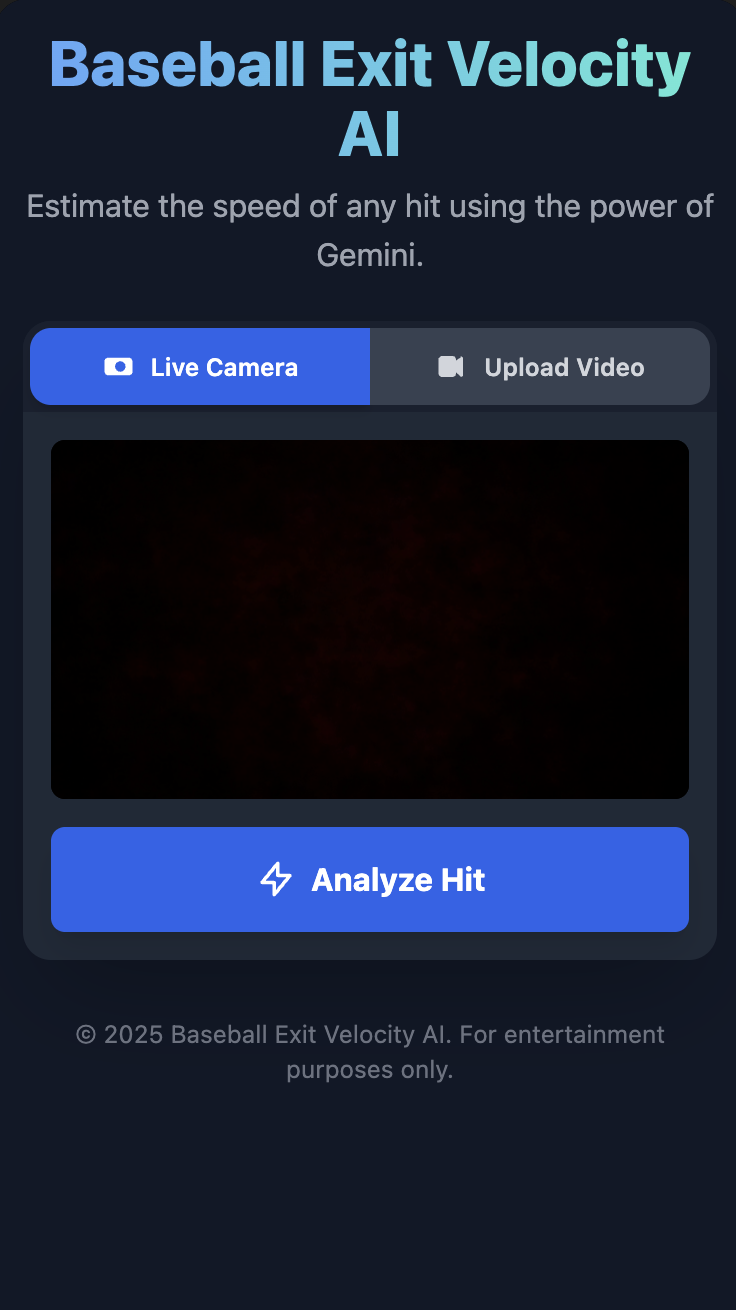 Baseball Exit Velocity
AI
Estimate the speed of any hit using the power of
Gemini.
Live Camera
Upload Video
Analyze Hit
© 2025 Baseball Exit Velocity AI. For entertainment
purposes only.